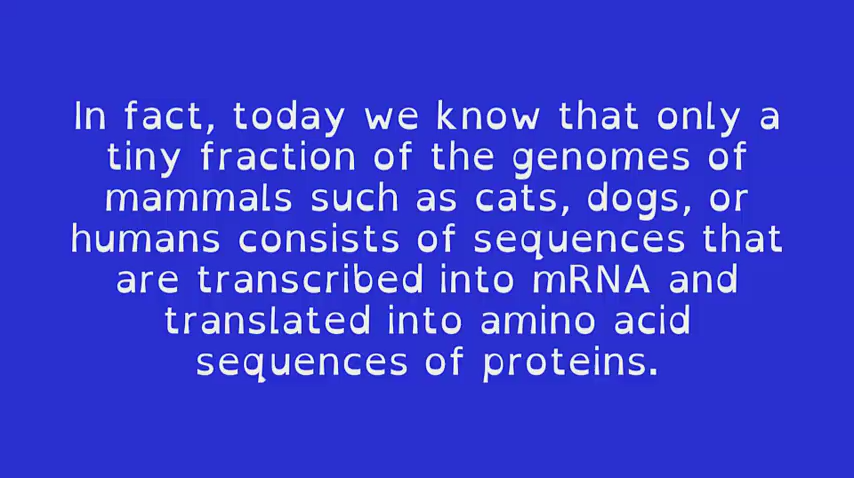 In fact, today we know that only a
tiny fraction of the genomes of
mammals such as cats, dogs, or
humans consists of sequences that
are transcribed into mRNA and
translated into amino acid
sequences of proteins.